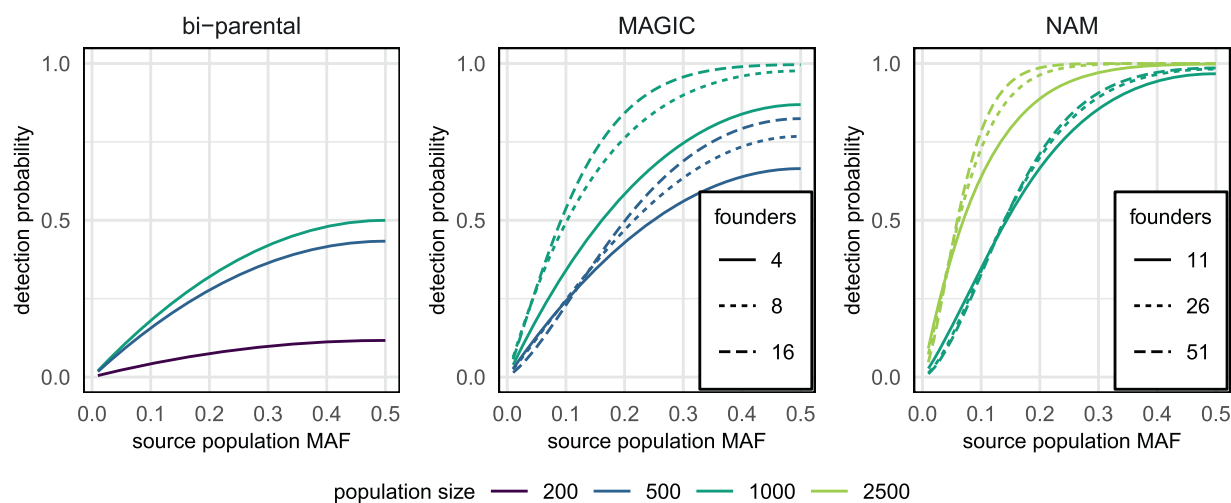 bi−parental
MAGIC
NAM
detection probability
1.0
0.5
0.0
0.0 0.1 0.2 0.3 0.4 0.5
source population MAF
detection probability
1.0
0.5
0.0
founders
4
8
16
0.0 0.1 0.2 0.3 0.4 0.5
source population MAF
detection probability
1.0
0.5
0.0
founders
11
26
51
0.0 0.1 0.2 0.3 0.4 0.5
source population MAF
population size 200 500 1000 2500